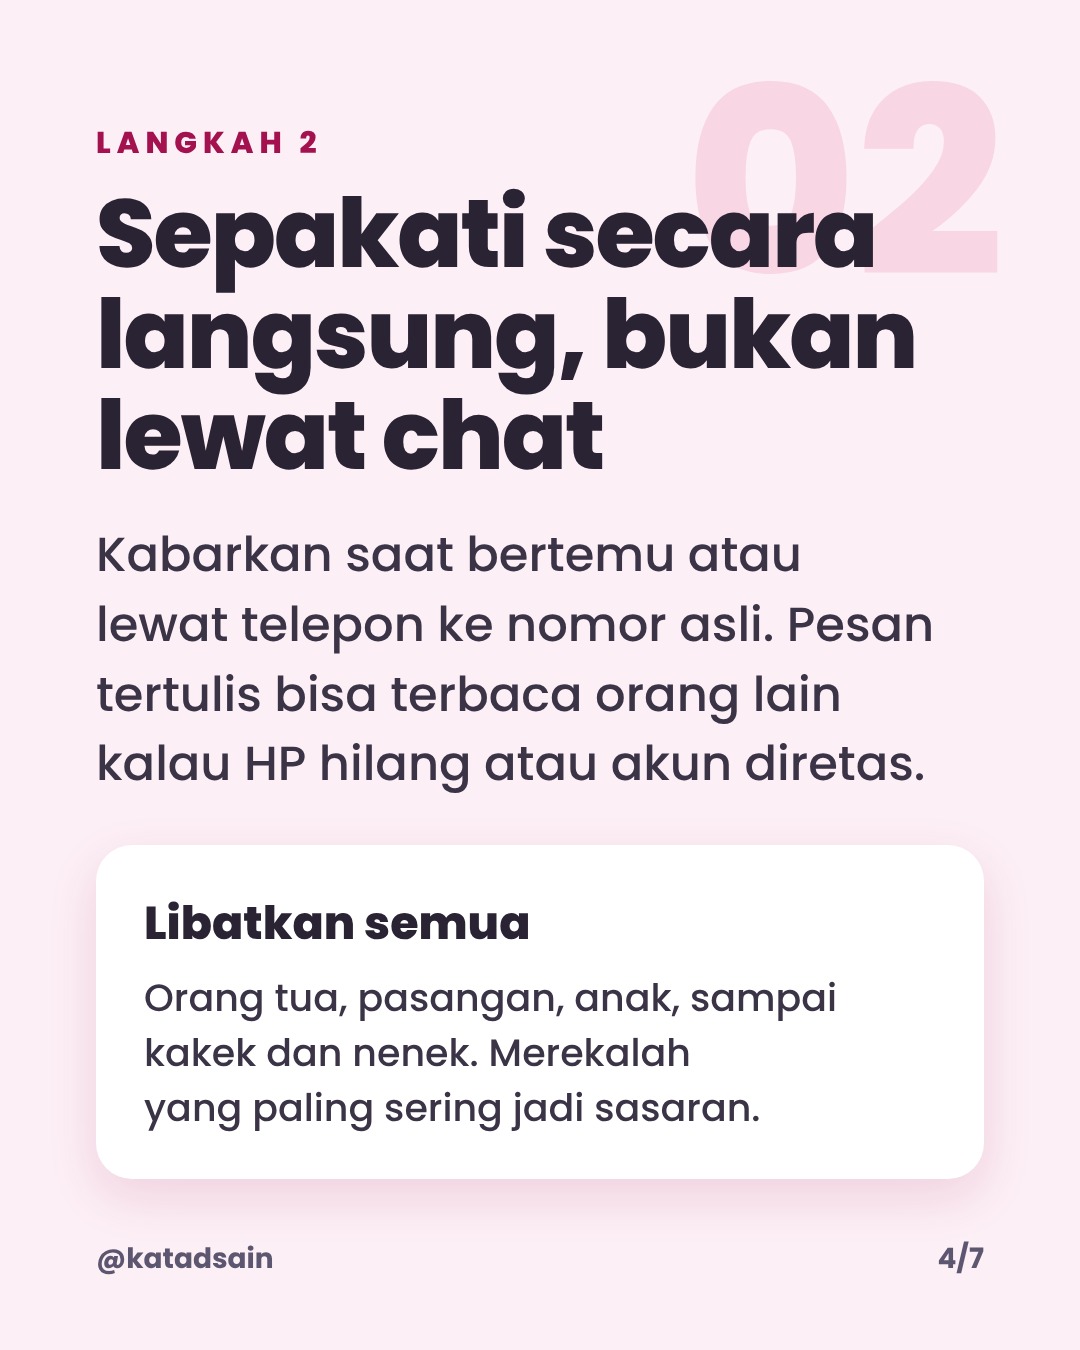 02
LANGKAH 2
Sepakati secara
langsung, bukan
lewat chat
Kabarkan saat bertemu atau
lewat telepon ke nomor asli. Pesan
tertulis bisa terbaca orang lain
kalau HP hilang atau akun diretas.
Libatkan semua
Orang tua, pasangan, anak, sampai
kakek dan nenek. Merekalah
yang paling sering jadi sasaran.
@katadsain
4/7